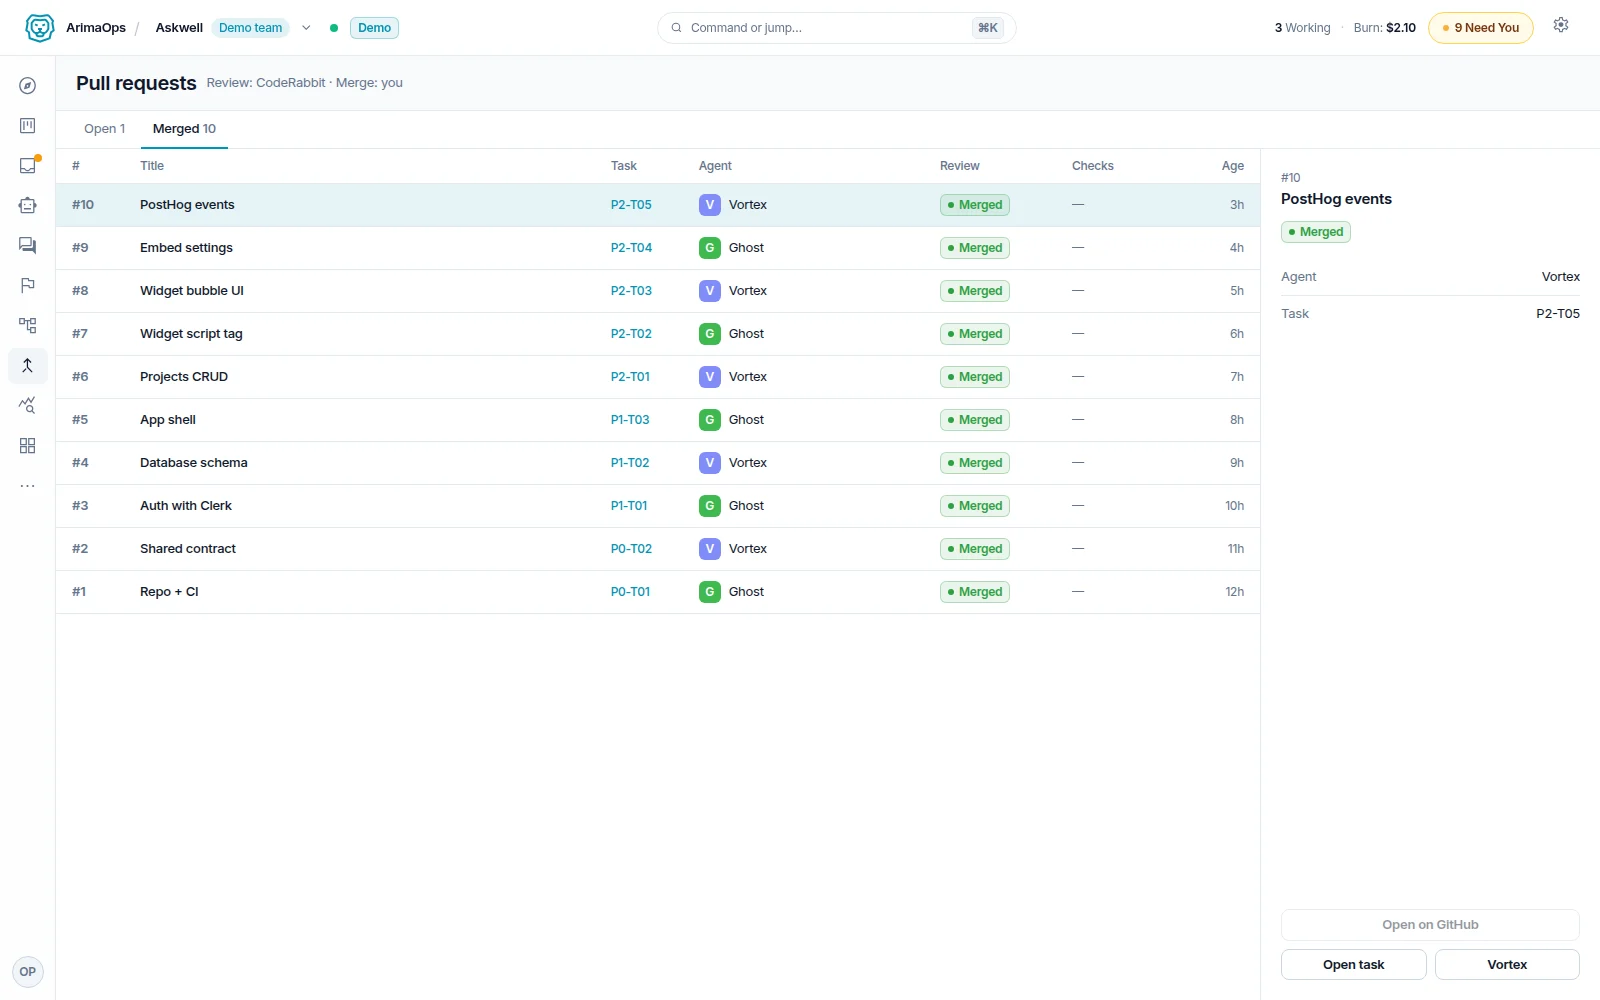 ArimaOps / Askwell Demo team Demo Command or jump... ⌘K 3 Working · Burn: $2.10 9 Need You
Pull requests Review: CodeRabbit · Merge: you
Open 1 Merged 10
# Title Task Agent Review Checks Age
#10 PostHog events P2-T05 V Vortex Merged — 3h
#9 Embed settings P2-T04 G Ghost Merged — 4h
#8 Widget bubble UI P2-T03 V Vortex Merged — 5h
#7 Widget script tag P2-T02 G Ghost Merged — 6h
#6 Projects CRUD P2-T01 V Vortex Merged — 7h
#5 App shell P1-T03 G Ghost Merged — 8h
#4 Database schema P1-T02 V Vortex Merged — 9h
#3 Auth with Clerk P1-T01 G Ghost Merged — 10h
#2 Shared contract P0-T02 V Vortex Merged — 11h
#1 Repo + CI P0-T01 G Ghost Merged — 12h
#10
PostHog events
Merged
Agent Vortex
Task P2-T05
Open on GitHub
Open task Vortex
OP